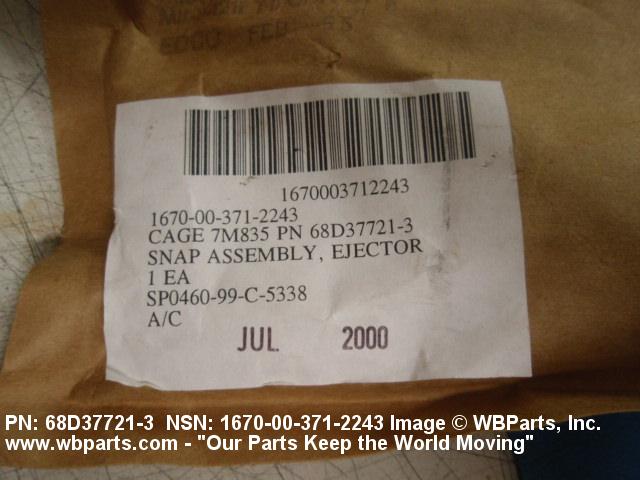 1670003712243
1670-00-371-2243
CAGE 7M835 PN 68D37721-3
SNAP ASSEMBLY, EJECTOR
1 EA
SP0460-99-C-5338
A/C
JUL 2000
PN: 68D37721-3 NSN: 1670-00-371-2243 Image © WBParts, Inc.
www.wbparts.com - "Our Parts Keep the World Moving"